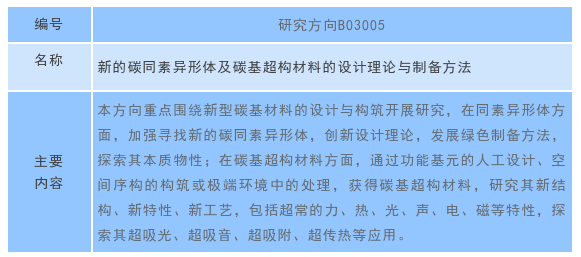 编号
研究方向B03005
名称
新的碳同素异形体及碳基超构材料的设计理论与制备方法
主要
内容
本方向重点围绕新型碳基材料的设计与构筑开展研究，在同素异形体方
面，加强寻找新的碳同素异形体，创新设计理论，发展绿色制备方法，
探索其本质物性；在碳基超构材料方面，通过功能基元的人工设计、空
间序构的构筑或极端环境中的处理，获得碳基超构材料，研究其新结
构、新特性、新工艺，包括超常的力、热、光、声、电、磁等特性，探
索其超吸光、超吸音、超吸附、超传热等应用。